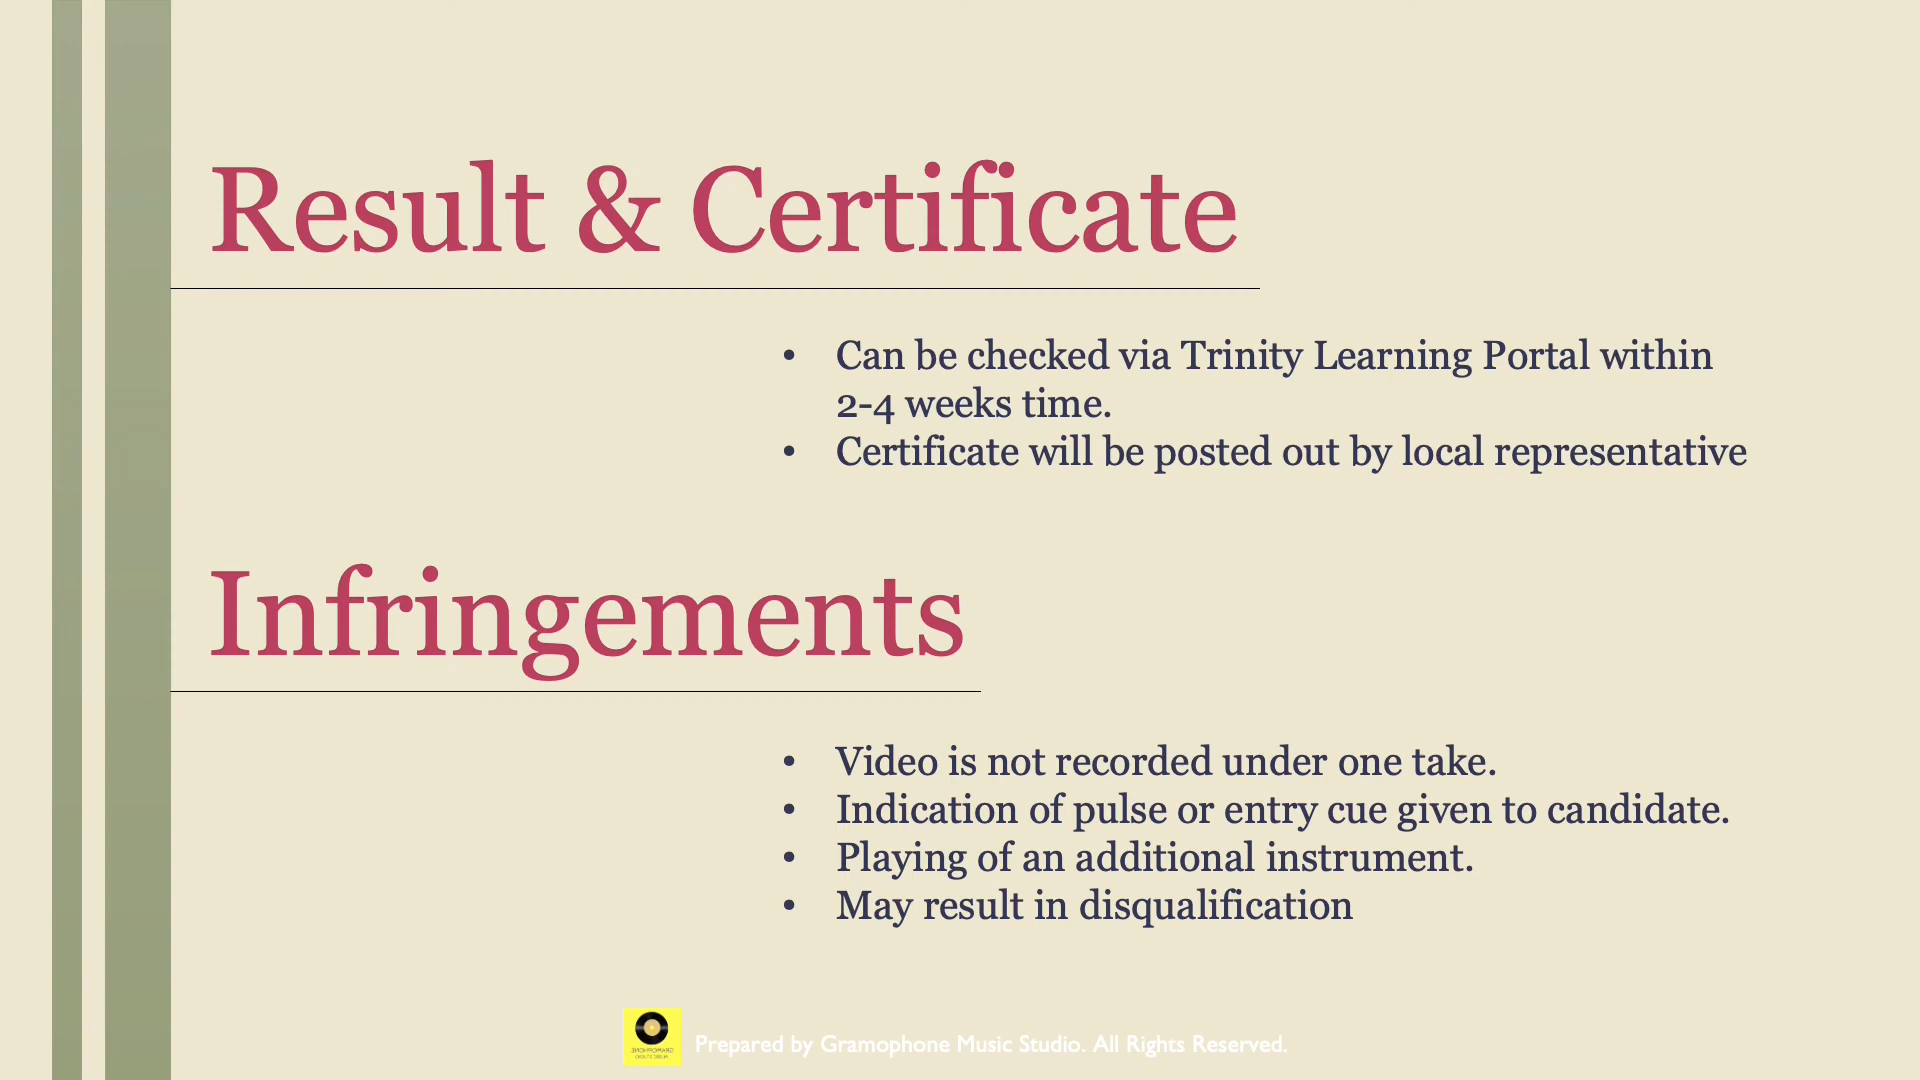 Result & Certificate
• Can be checked via Trinity Learning Portal within
2-4 weeks time.
• Certificate will be posted out by local representative
Infringements
• Video is not recorded under one take.
• Indication of pulse or entry cue given to candidate.
• Playing of an additional instrument.
• May result in disqualification
Prepared by Gramophone Music Studio. All Rights Reserved.